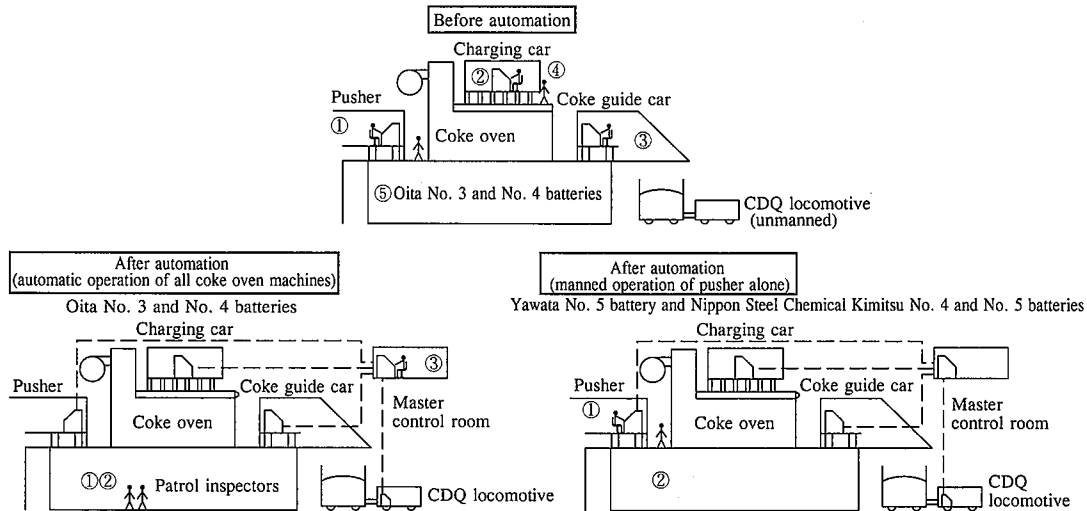 Before automation
Charging car
② ④
Pusher
Coke guide car
①
Coke oven
③
⑤ Oita No. 3 and No. 4 batteries
CDQ locomotive
(unmanned)
After automation
(automatic operation of all coke oven machines)
Oita No. 3 and No. 4 batteries
Charging car
③
Pusher
Coke guide car
Coke oven
Master
control room
①②
Patrol inspectors
CDQ locomotive
After automation
(manned operation of pusher alone)
Yawata No. 5 battery and Nippon Steel Chemical Kimitsu No. 4 and No. 5 batteries
Charging car
Pusher
Coke guide car
①
Coke oven
Master
control room
②
CDQ
locomotive